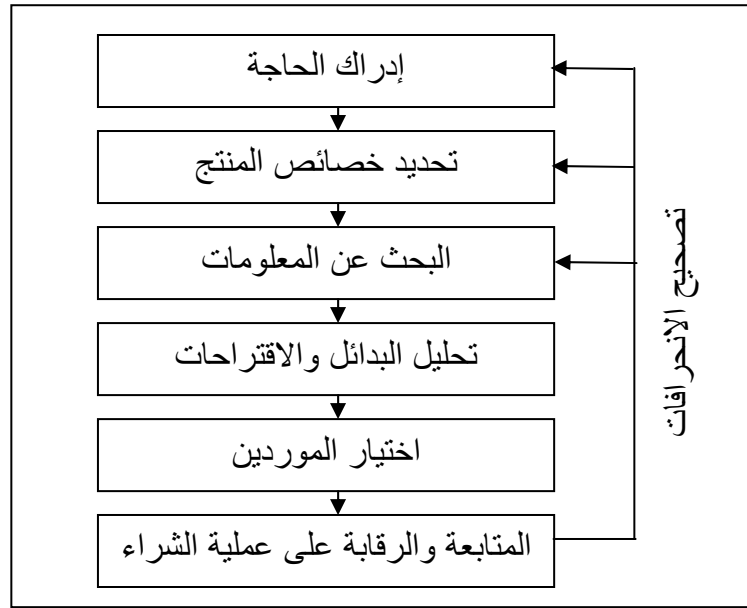 إدراك الحاجة
تحديد خصائص المنتج
البحث عن المعلومات
تحليل البدائل والاقتراحات
اختيار الموردين
المتابعة والرقابة على عملية الشراء
تصحيح الانحرافات